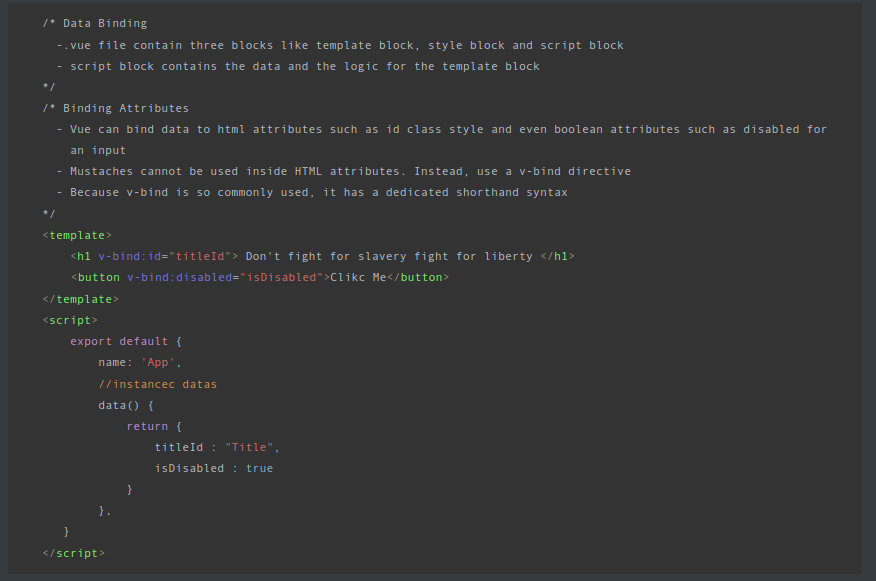 /* Data Binding
-.vue file contain three blocks like template block, style block and script block
- script block contains the data and the logic for the template block
*/
/* Binding Attributes
- Vue can bind data to html attributes such as id class style and even boolean attributes such as disabled for
an input
- Mustaches cannot be used inside HTML attributes. Instead, use a v-bind directive
- Because v-bind is so commonly used, it has a dedicated shorthand syntax
*/
<template>
<h1 v-bind:id="titleId"> Don't fight for slavery fight for liberty </h1>
<button v-bind:disabled="isDisabled">Clikc Me</button>
</template>
<script>
export default {
name: 'App',
//instancec datas
data() {
return {
titleId : "Title",
isDisabled : true
}
},
}
</script>